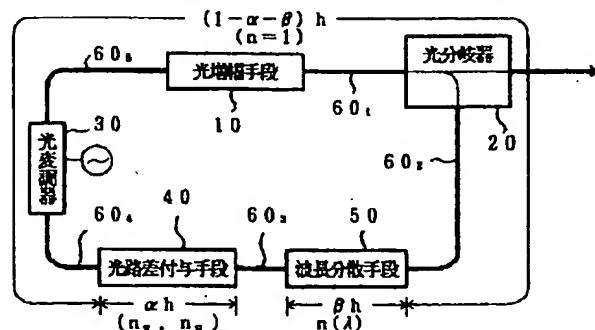 (1-α-β) h
(n=1)
60₅
光増幅手段
10
60₁
光分岐器
20
30
光変調器
60₂
60₄
40
60₃
50
光路差付与手段
波長分散手段
αh
βh
n(λ)